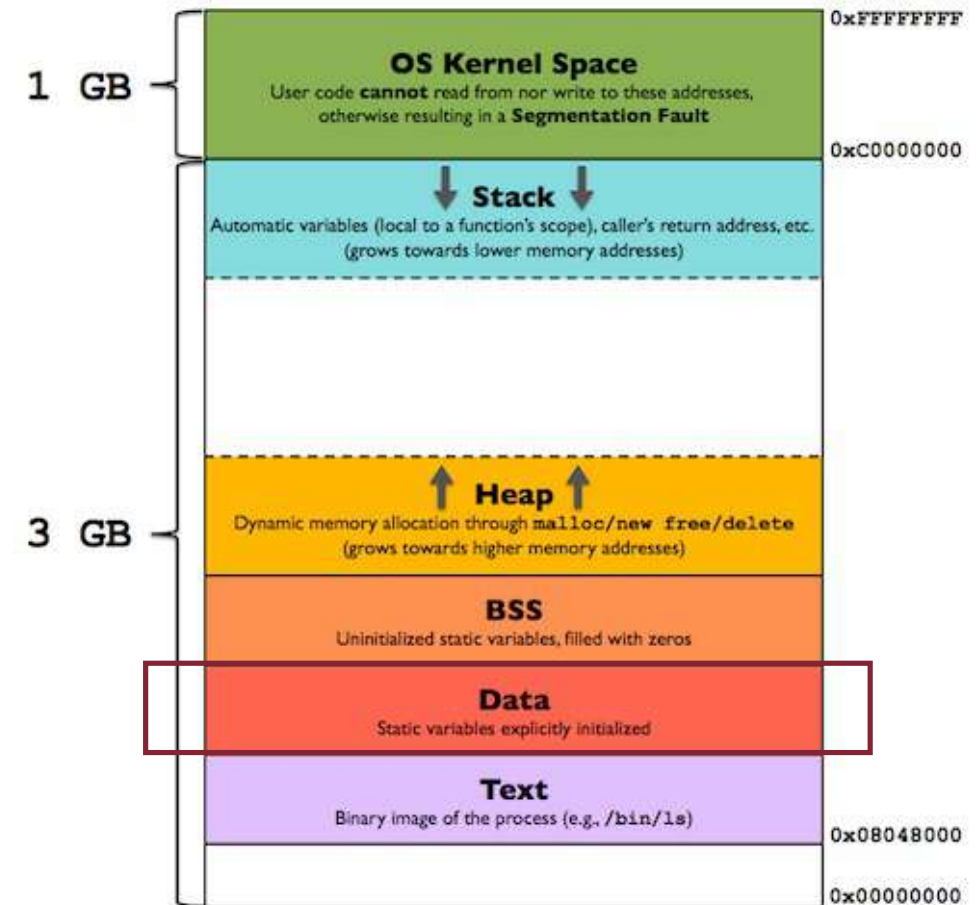 0xFFFFFFFF
1 GB
OS Kernel Space
User code cannot read from nor write to these addresses,
otherwise resulting in a Segmentation Fault
0xC0000000
Stack
Automatic variables (local to a function's scope), caller's return address, etc.
(grows towards lower memory addresses)
3 GB
Heap
Dynamic memory allocation through malloc/new free/delete
(grows towards higher memory addresses)
BSS
Uninitialized static variables, filled with zeros
Data
Static variables explicitly initialized
Text
Binary image of the process (e.g., /bin/ls)
0x08048000
0x00000000